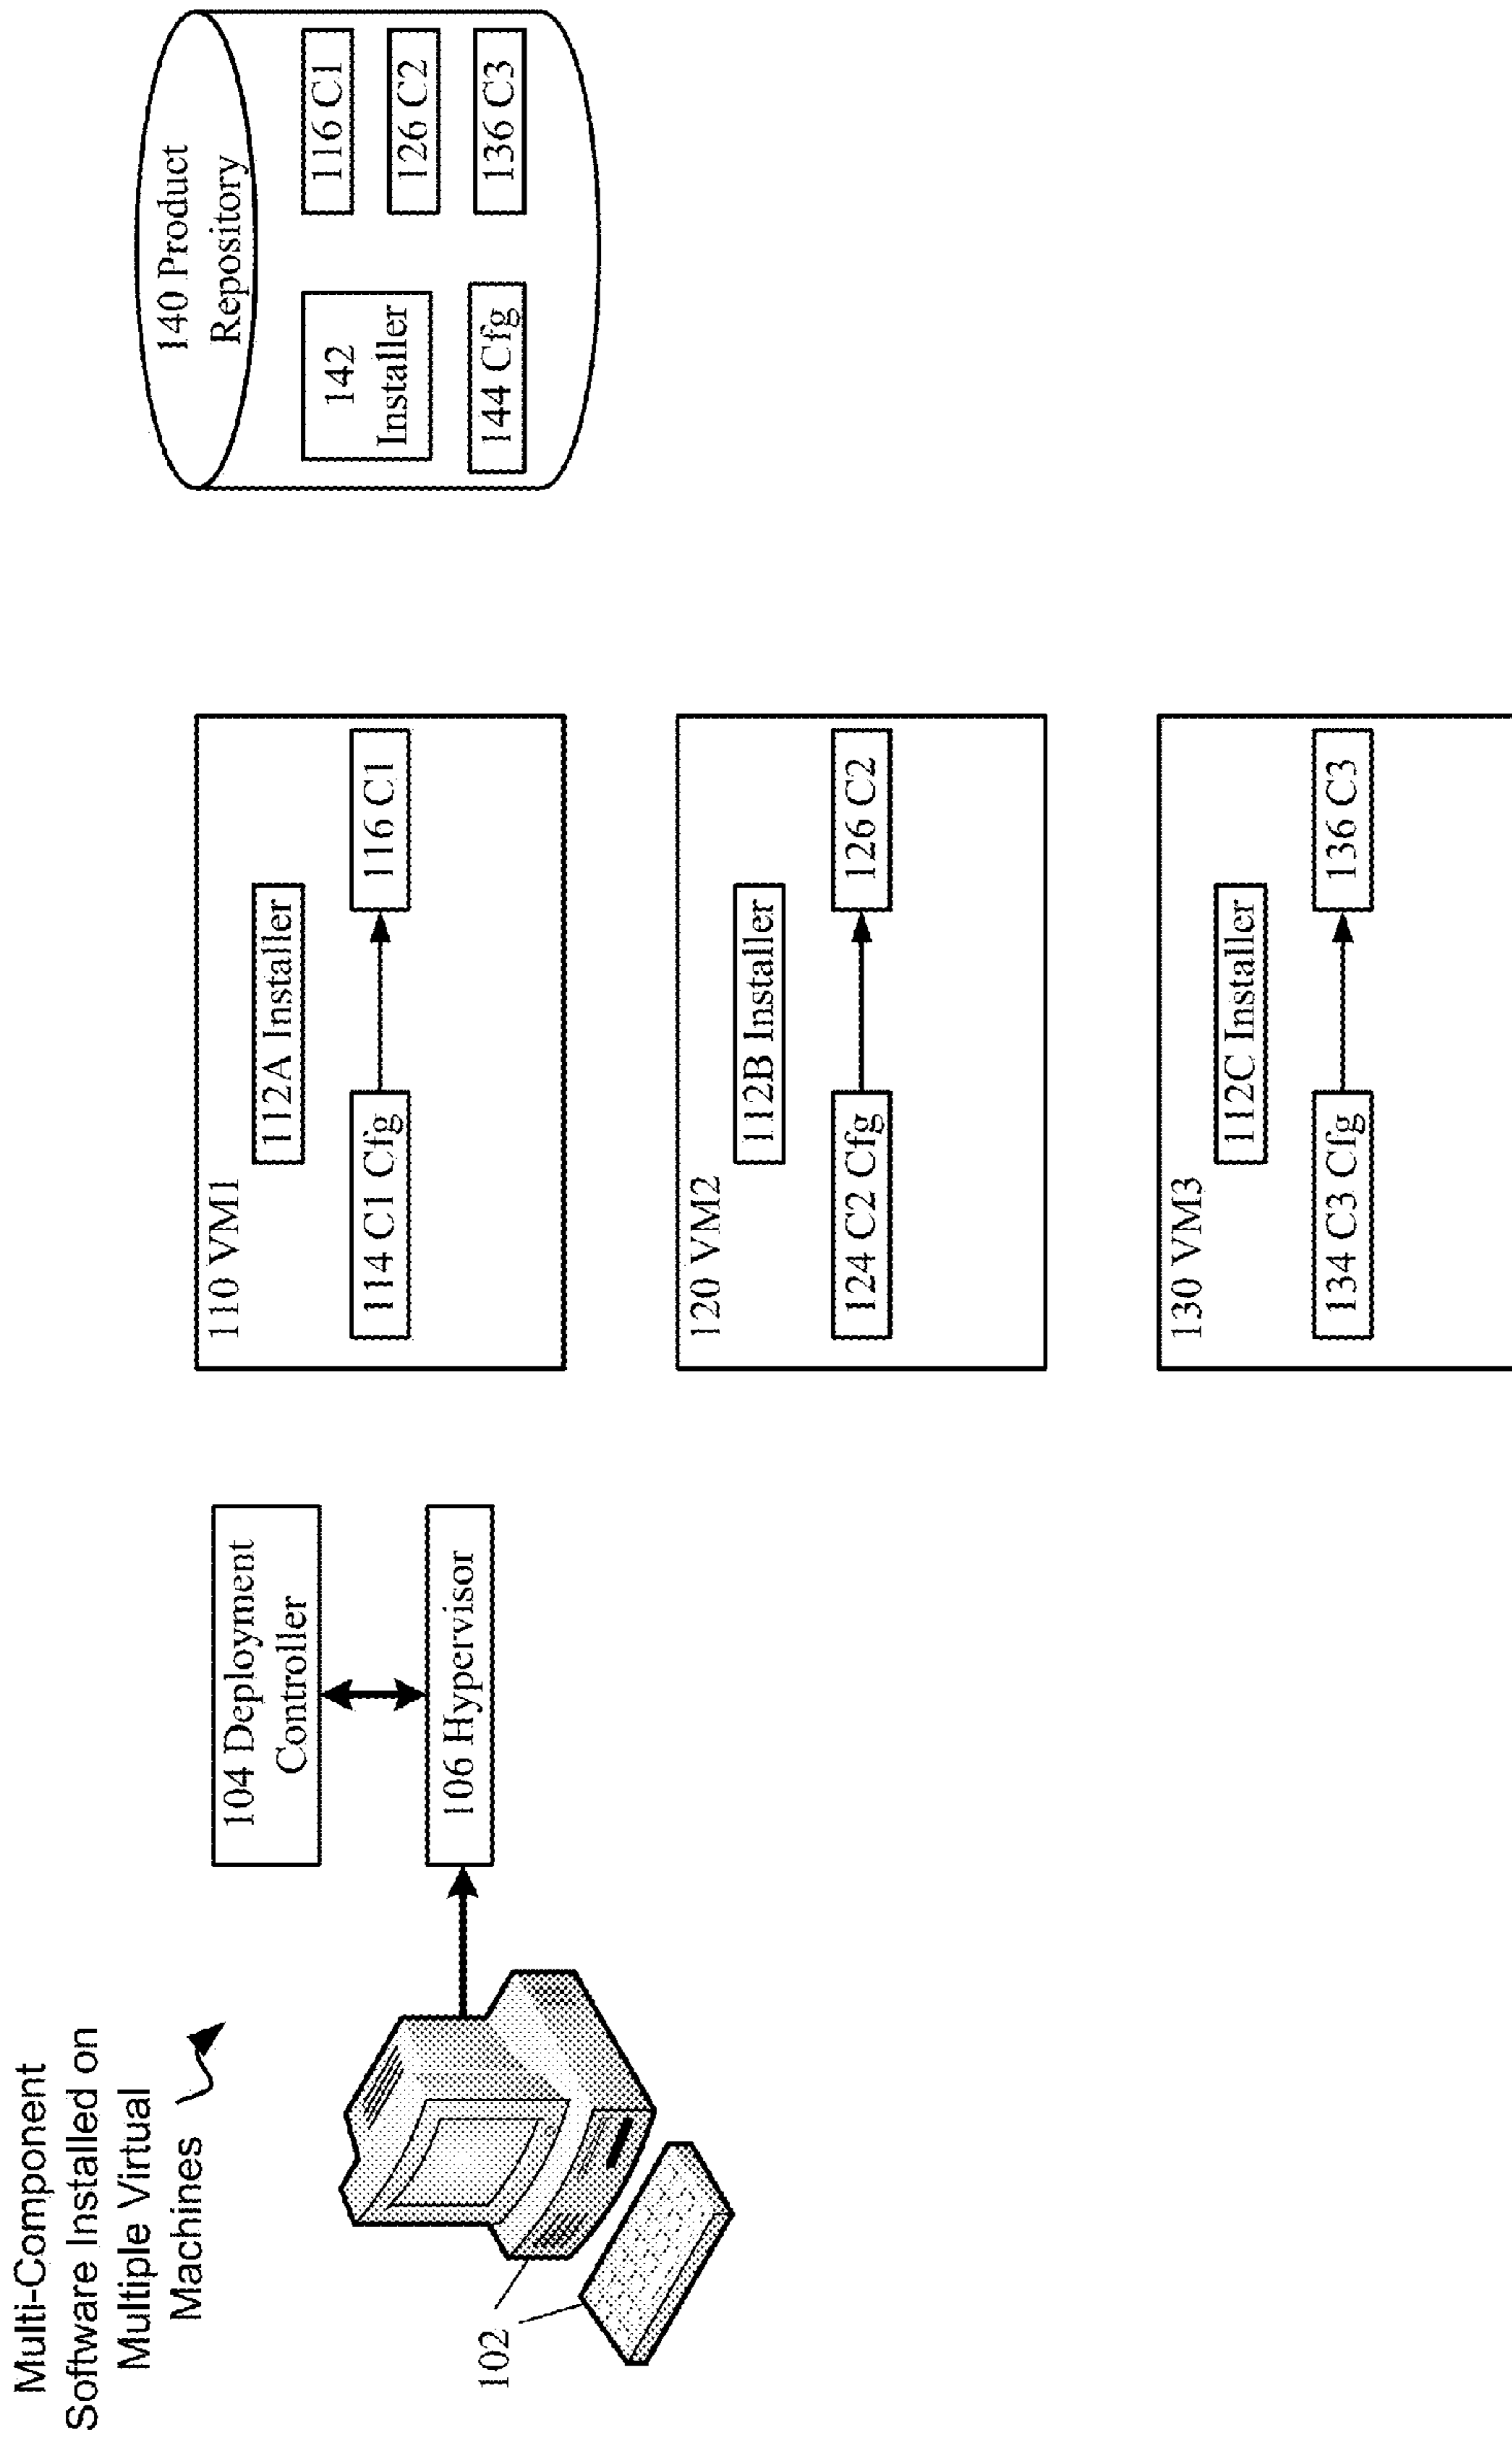 Multi-Component
Software Installed on
Multiple Virtual
Machines
102
104 Deployment
Controller
106 Hypervisor
110 VM1
112A Installer
114 C1 Cfg
116 C1
120 VM2
112B Installer
124 C2 Cfg
126 C2
130 VM3
112C Installer
134 C3 Cfg
136 C3
140 Product
Repository
142
Installer
144 Cfg
116 C1
126 C2
136 C3